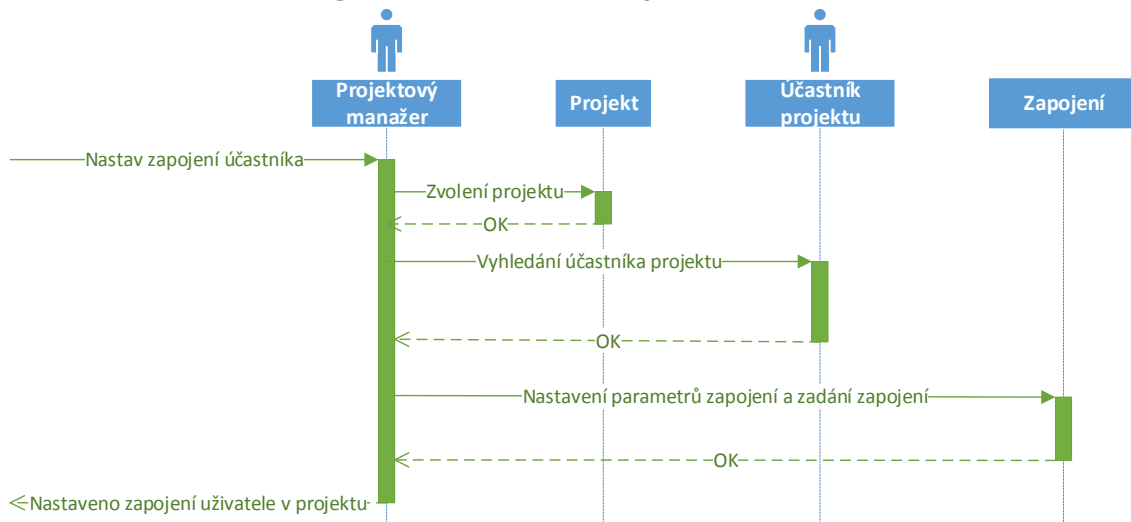 Projektový
manažer
Projekt
Účastník
projektu
Zapojení
Nastav zapojení účastníka
Zvolení projektu
OK
Vyhledání účastníka projektu
OK
Nastavení parametrů zapojení a zadání zapojení
OK
Nastaveno zapojení uživatele v projektu